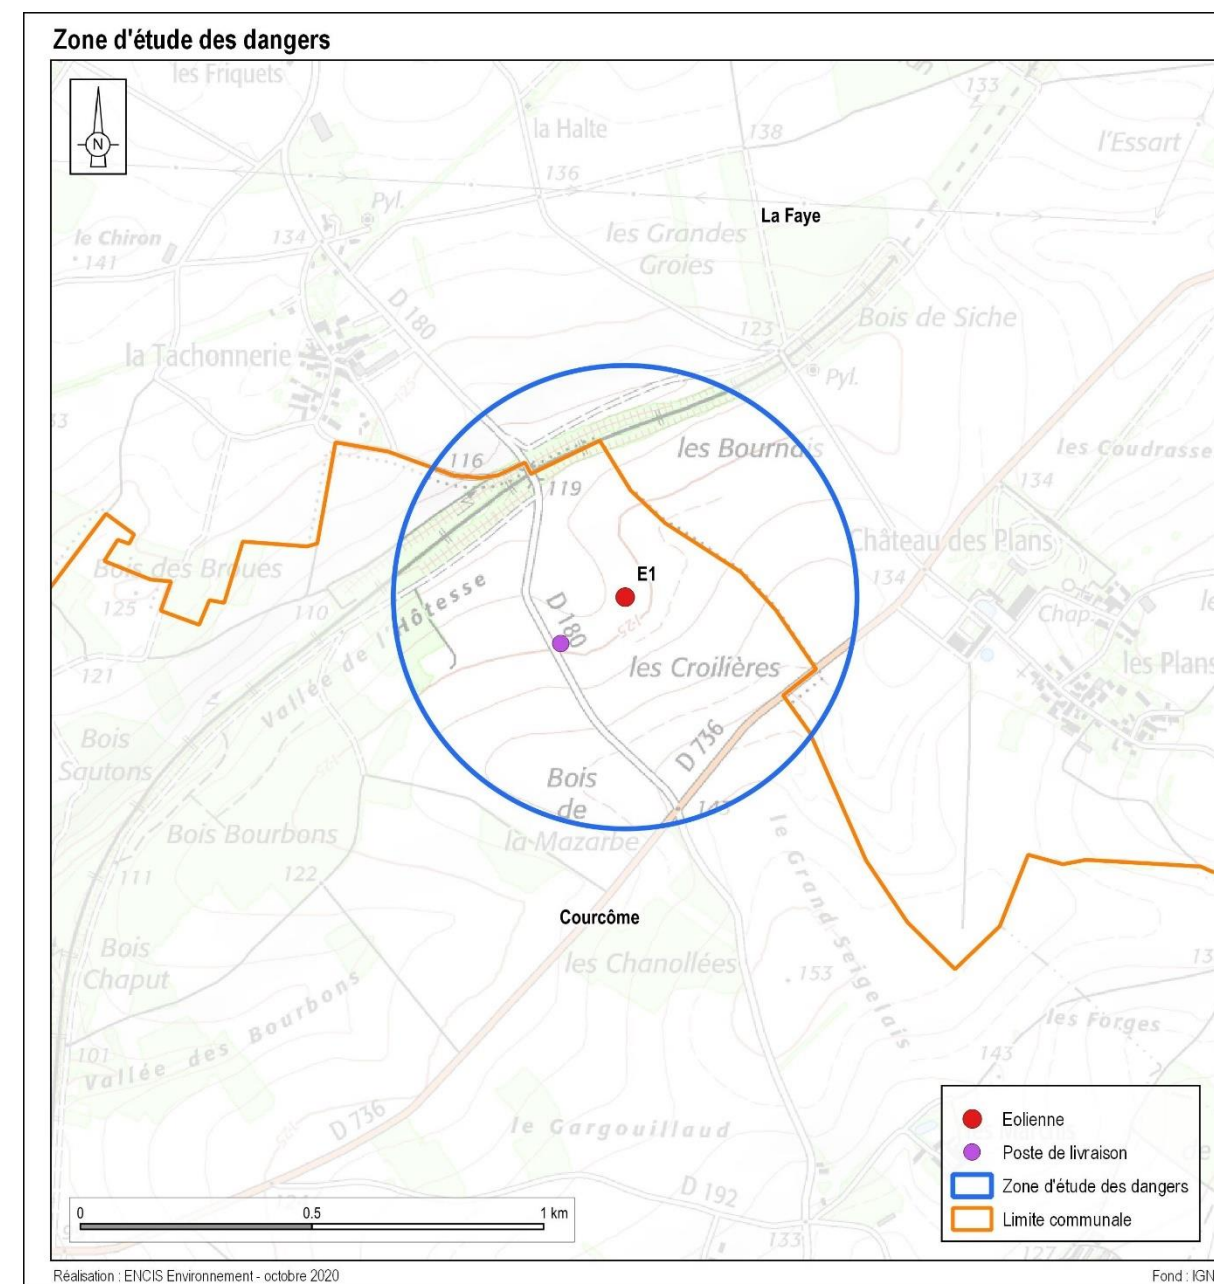 Zone d'étude des dangers
les Friquets
N
la Halte
138
133
l'Essart
136
Pyl.
La Faye
le Chiron
141
134
les Grandes
Groies
D 180
123
Bois de Siche
la Tachonnerie
Pyl.
les Bournais
les Coudrasse
116
119
134
Château des Plans
Bois des Broues
125
110
E1
134
Chap.
Vallée de l'Hôtesse
D 180
125
les Croilières
les Plans
121
Bois
Sautons
D 736
Bois
de
la Mazarbe
143
Bois Bourbons
122
111
le Grand Seigelais
Courcôme
Bois
Chaput
les Chanollées
153
Vallée des Bourbons
101
les Forges
143
D 736
le Gargouillaud
D 192
133
127
Eolienne
Poste de livraison
Zone d'étude des dangers
Limite communale
0 0.5 1 km
Réalisation : ENCIS Environnement - octobre 2020
Fond : IGN